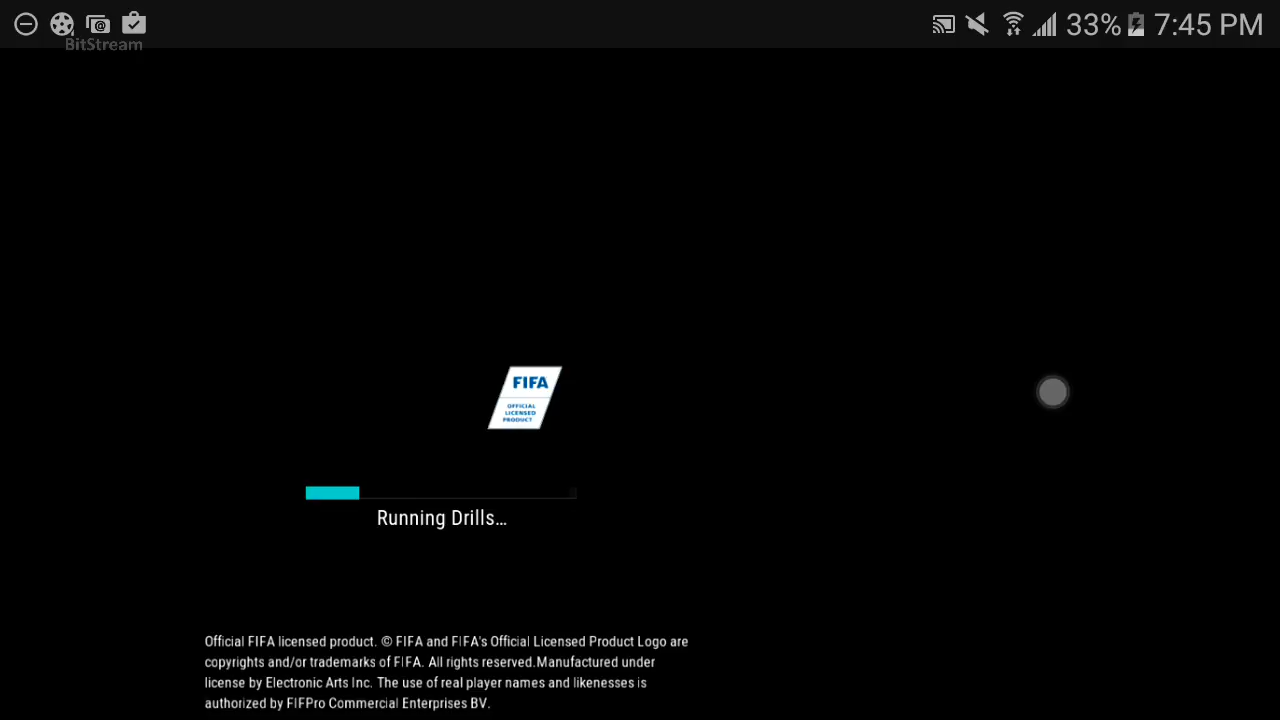 33% 7:45 PM
BitStream
FIFA
OFFICIAL
LICENSED
PRODUCT
Running Drills...
Official FIFA licensed product. © FIFA and FIFA's Official Licensed Product Logo are
copyrights and/or trademarks of FIFA. All rights reserved.Manufactured under
license by Electronic Arts Inc. The use of real player names and likenesses is
authorized by FIFPro Commercial Enterprises BV.